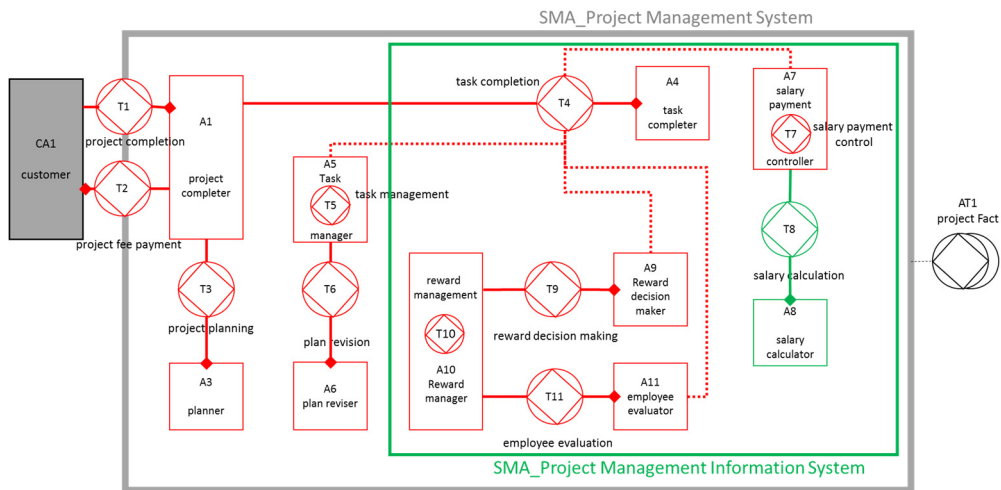 SMA_Project Management System
CA1
customer
T1
project completion
T2
project fee payment
A1
project
completer
T3
project planning
A3
planner
A5
Task
T5
task management
manager
T6
plan revision
A6
plan reviser
task completion
T4
A4
task
completer
A7
salary
payment
T7
salary payment
control
controller
T8
salary calculation
A8
salary
calculator
reward
management
T10
A10
Reward
manager
T9
reward decision making
A9
Reward
decision
maker
T11
employee evaluation
A11
employee
evaluator
AT1
project Fact
SMA_Project Management Information System